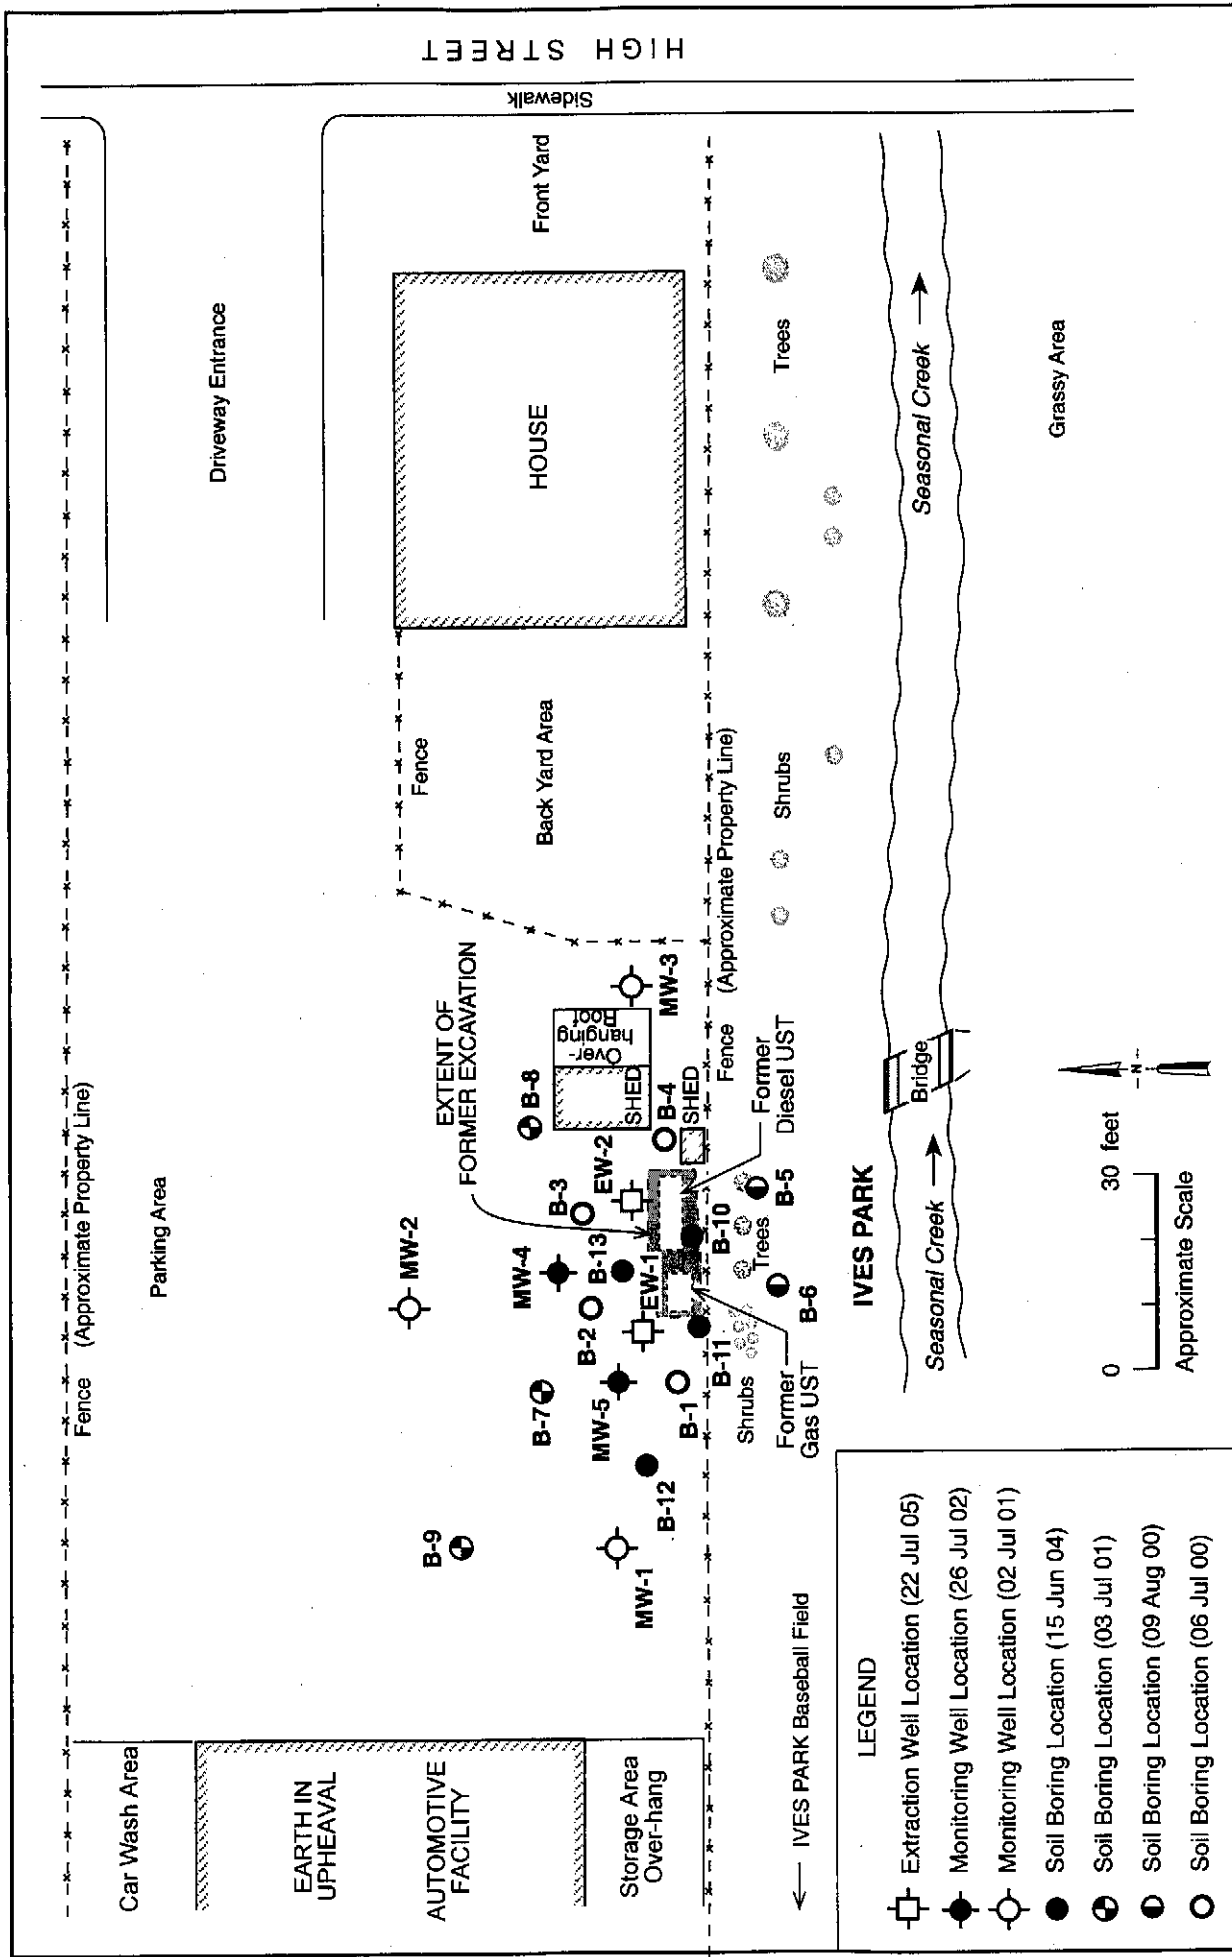 HIGH STREET
Sidewalk
Fence (Approximate Property Line)
Driveway Entrance
Front Yard
HOUSE
Parking Area
Fence
Back Yard Area
Car Wash Area
EARTH IN
UPHEAVAL
AUTOMOTIVE
FACILITY
Storage Area
Over-hang
EXTENT OF
FORMER EXCAVATION
MW-2
B-9
B-7
MW-4
B-3
B-8
EW-2
B-13
B-2
EW-1
MW-5
MW-1
B-12
B-1
B-11
B-10
B-4
SHED
Over-
hanging
Roof
MW-3
SHED
Fence (Approximate Property Line)
Former
Diesel UST
Former
Gas UST
Shrubs
Trees
B-6
B-5
Shrubs
Trees
IVES PARK Baseball Field
IVES PARK
Seasonal Creek
Bridge
Seasonal Creek
Grassy Area
N
0
30 feet
Approximate Scale
LEGEND
Extraction Well Location (22 Jul 05)
Monitoring Well Location (26 Jul 02)
Monitoring Well Location (02 Jul 01)
Soil Boring Location (15 Jun 04)
Soil Boring Location (03 Jul 01)
Soil Boring Location (09 Aug 00)
Soil Boring Location (06 Jul 00)